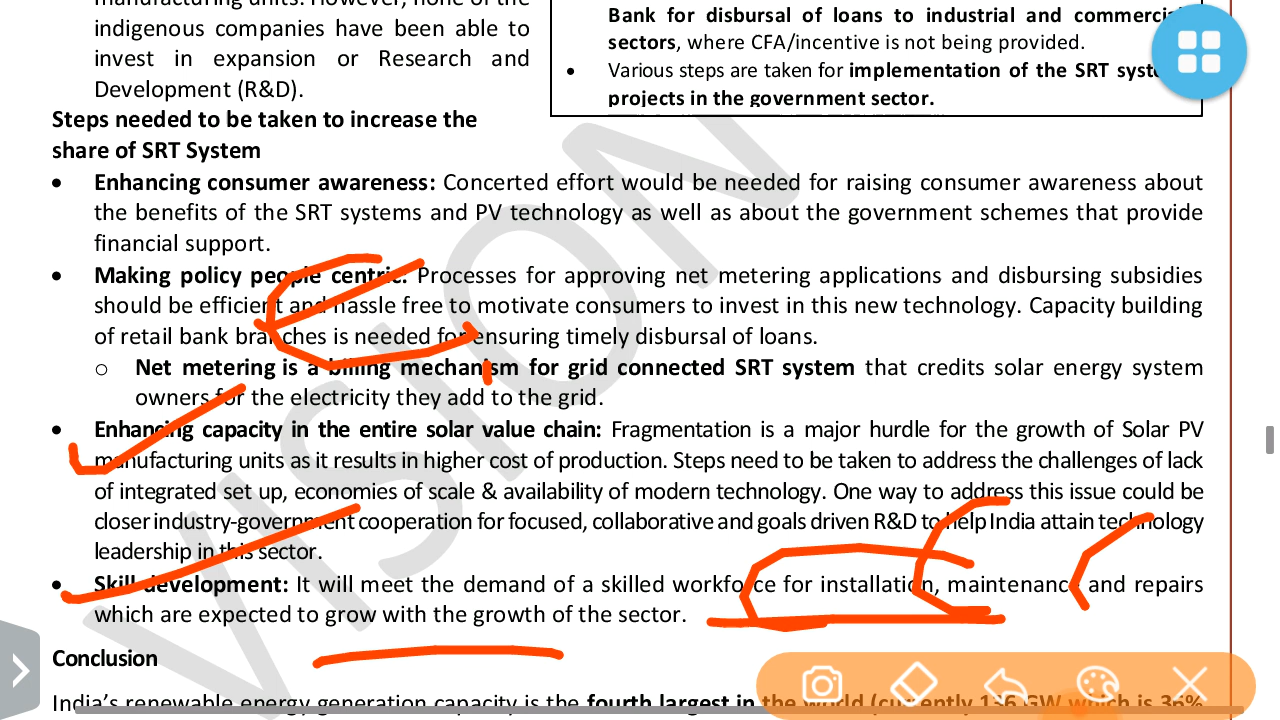 manufacturing units. However, none of the
indigenous companies have been able to
invest in expansion or Research and
Development (R&D).
Bank for disbursal of loans to industrial and commercial
sectors, where CFA/incentive is not being provided.
• Various steps are taken for implementation of the SRT system
projects in the government sector.
Steps needed to be taken to increase the
share of SRT System
• Enhancing consumer awareness: Concerted effort would be needed for raising consumer awareness about
the benefits of the SRT systems and PV technology as well as about the government schemes that provide
financial support.
• Making policy people centric: Processes for approving net metering applications and disbursing subsidies
should be efficient and hassle free to motivate consumers to invest in this new technology. Capacity building
of retail bank branches is needed for ensuring timely disbursal of loans.
o Net metering is a billing mechanism for grid connected SRT system that credits solar energy system
owners for the electricity they add to the grid.
• Enhancing capacity in the entire solar value chain: Fragmentation is a major hurdle for the growth of Solar PV
manufacturing units as it results in higher cost of production. Steps need to be taken to address the challenges of lack
of integrated set up, economies of scale & availability of modern technology. One way to address this issue could be
closer industry-government cooperation for focused, collaborative and goals driven R&D to help India attain technology
leadership in this sector.
• Skill development: It will meet the demand of a skilled workforce for installation, maintenance and repairs
which are expected to grow with the growth of the sector.
Conclusion
India's renewable energy generation capacity is the fourth largest in the world (currently 136 GW which is 36%
VISION